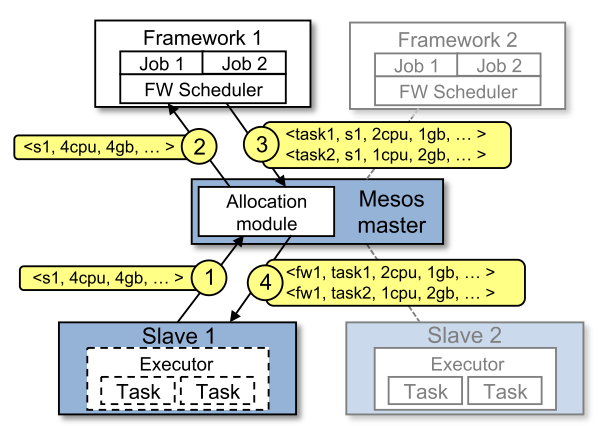 Framework 1
Job 1 Job 2
FW Scheduler
Framework 2
Job 1 Job 2
FW Scheduler
<s1, 4cpu, 4gb, … >
2
3
<task1, s1, 2cpu, 1gb, … >
<task2, s1, 1cpu, 2gb, … >
Allocation
module
Mesos
master
<s1, 4cpu, 4gb, … >
1
4
<fw1, task1, 2cpu, 1gb, … >
<fw1, task2, 1cpu, 2gb, … >
Slave 1
Executor
Task Task
Slave 2
Executor
Task Task